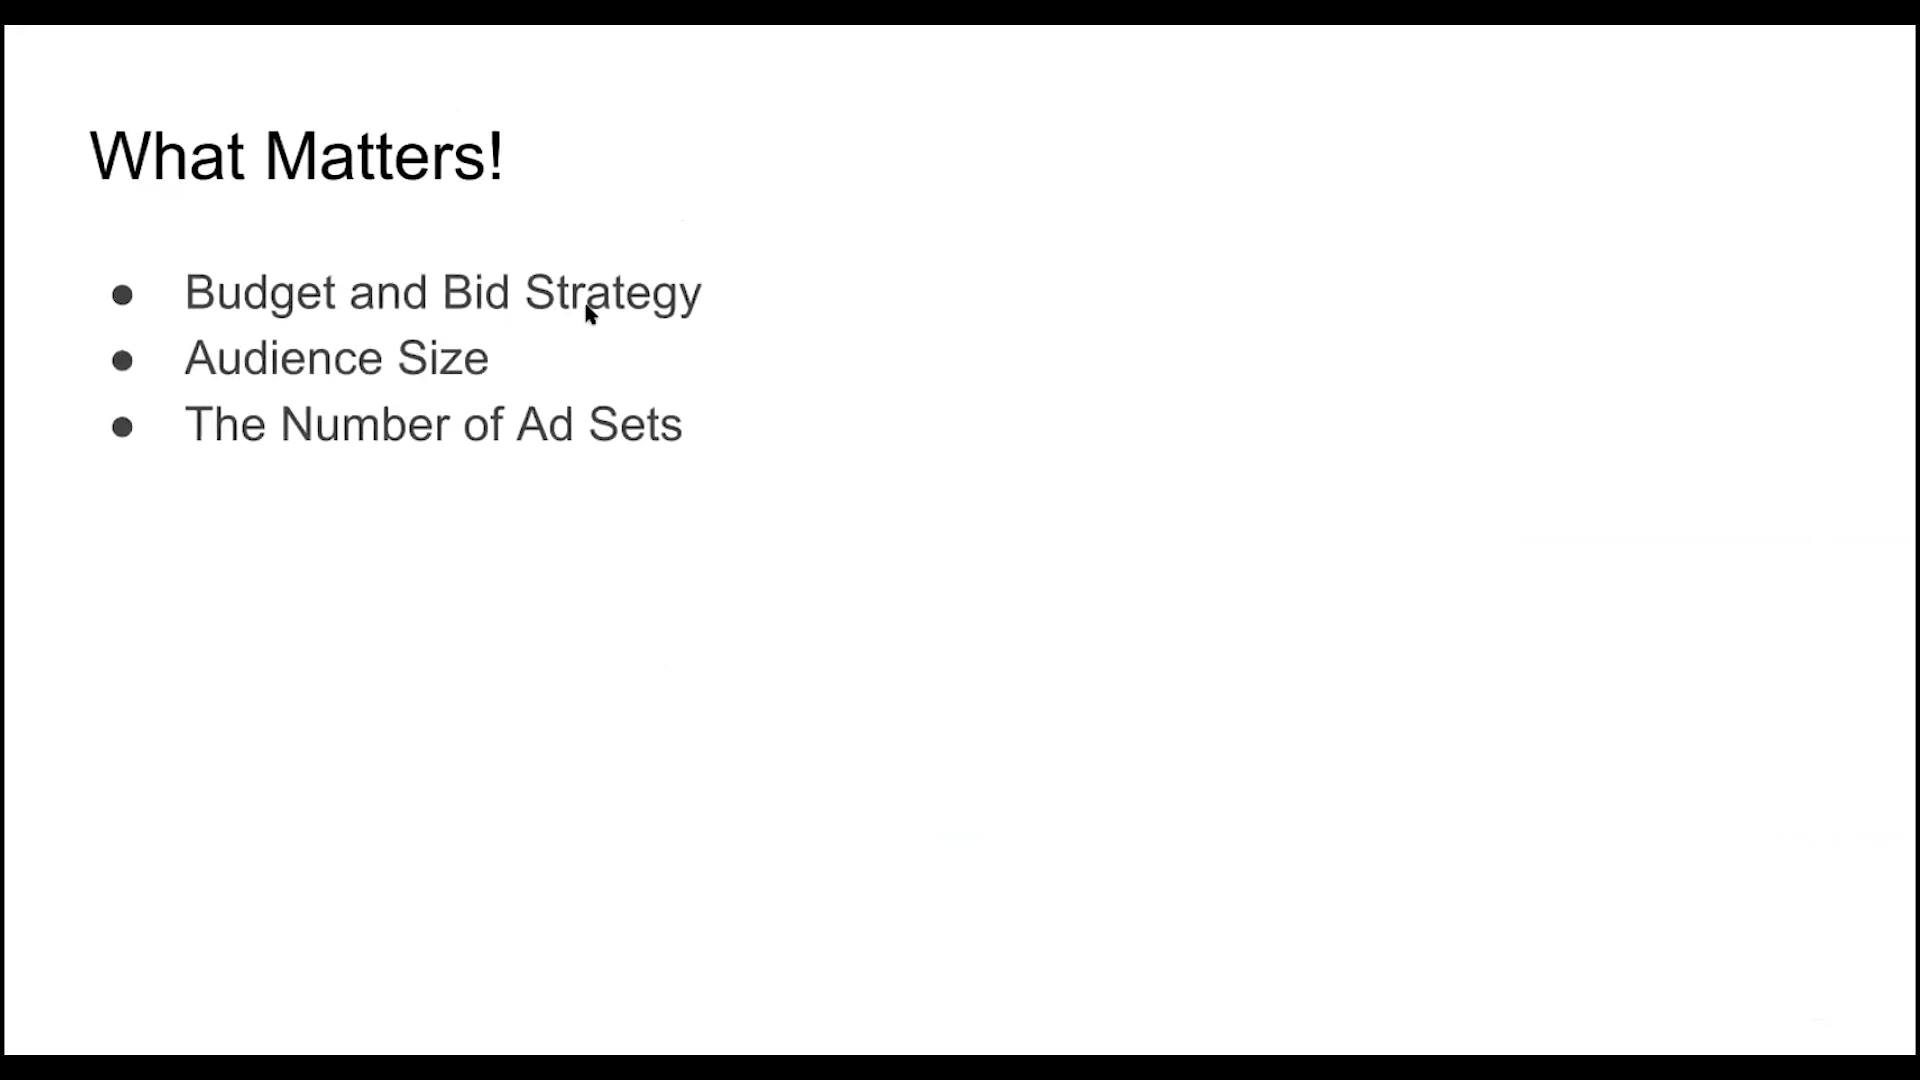 What Matters!
● Budget and Bid Strategy
● Audience Size
● The Number of Ad Sets